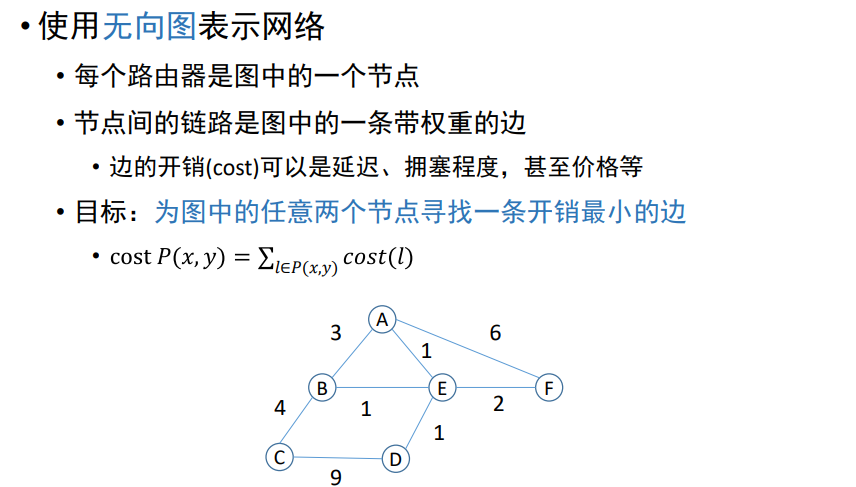 • 使用无向图表示网络
• 每个路由器是图中的一个节点
• 节点间的链路是图中的一条带权重的边
• 边的开销(cost)可以是延迟、拥塞程度，甚至价格等
• 目标：为图中的任意两个节点寻找一条开销最小的边
• cost P(x, y) = ∑l∈P(x,y) cost(l)
A
3
6
1
B
E
F
4
1
2
1
C
D
9